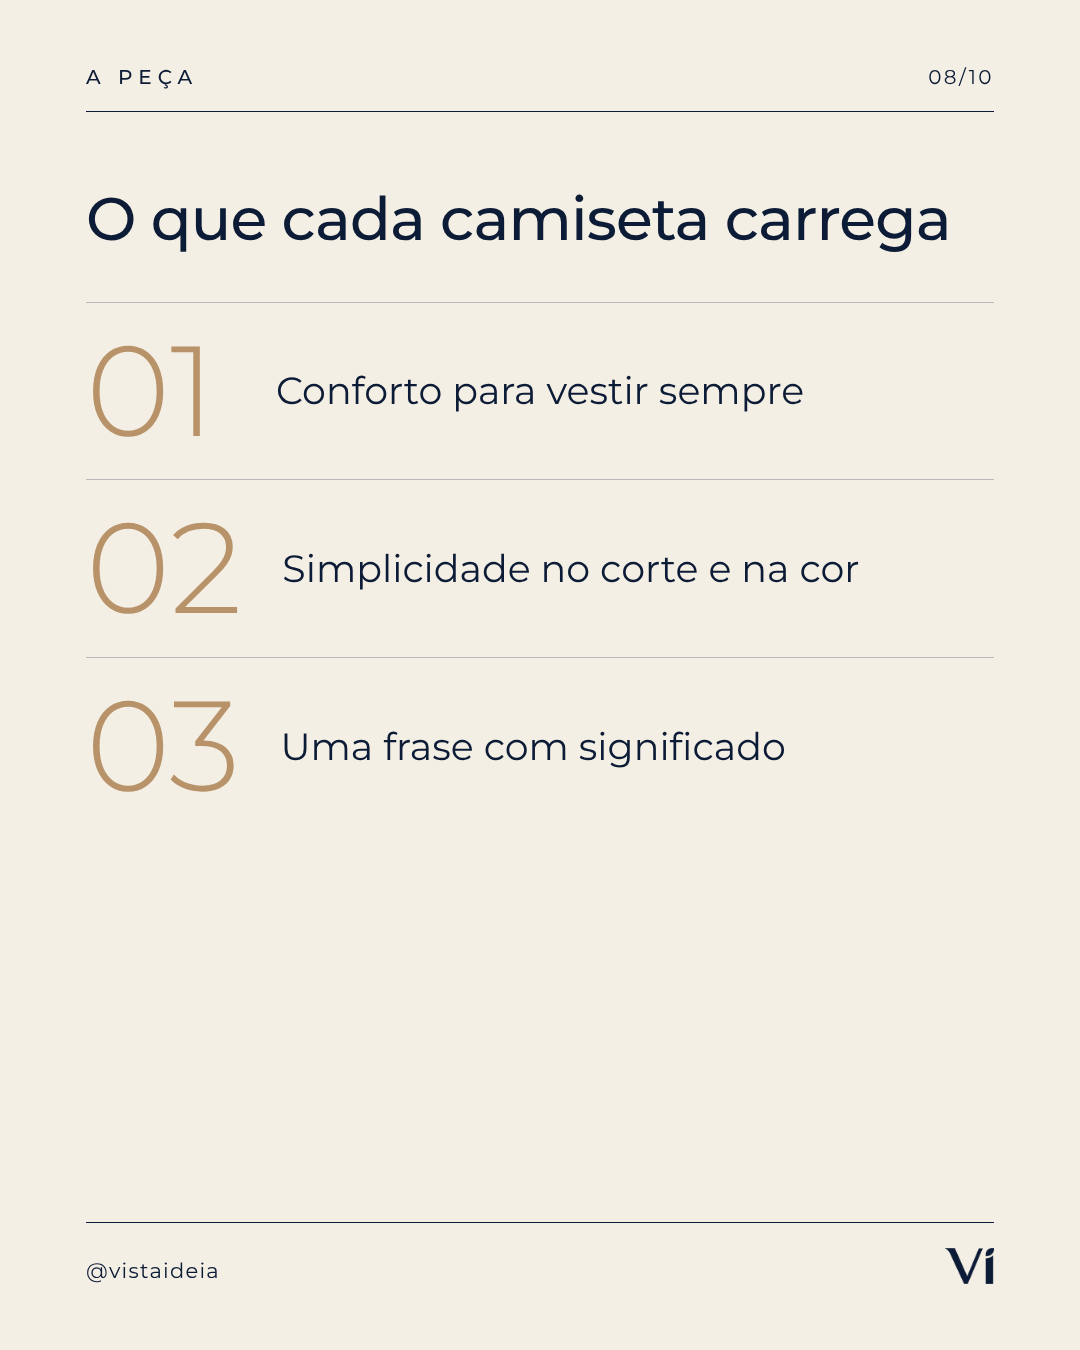 A PEÇA 08/10
O que cada camiseta carrega
01 Conforto para vestir sempre
02 Simplicidade no corte e na cor
03 Uma frase com significado
@vistaideia Ví